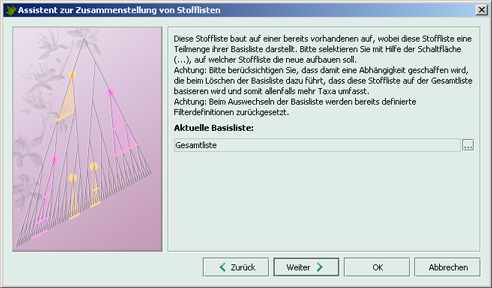 Assistent zur Zusammenstellung von Stofflisten
Diese Stoffliste baut auf einer bereits vorhandenen auf, wobei diese Stoffliste eine
Teilmenge ihrer Basisliste darstellt. Bitte selektieren Sie mit Hilfe der Schaltfläche
(...), auf welcher Stoffliste die neue aufbauen soll.
Achtung: Bitte berücksichtigen Sie, dass damit eine Abhängigkeit geschaffen wird,
die beim Löschen der Basisliste dazu führt, dass diese Stoffliste auf der Gesamtliste
basieren wird und somit allenfalls mehr Taxa umfasst.
Achtung: Beim Auswechseln der Basisliste werden bereits definierte
Filterdefinitionen zurückgesetzt.
Aktuelle Basisliste:
Gesamtliste ...
Zurück Weiter OK Abbrechen